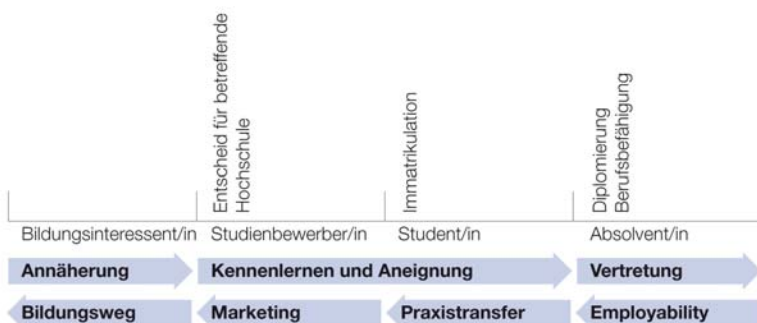 Entscheid für betreffende
Hochschule
Immatrikulation
Diplomierung
Berufsbefähigung
Bildungsinteressent/in
Studienbewerber/in
Student/in
Absolvent/in
Annäherung
Kennenlernen und Aneignung
Vertretung
Bildungsweg
Marketing
Praxistransfer
Employability